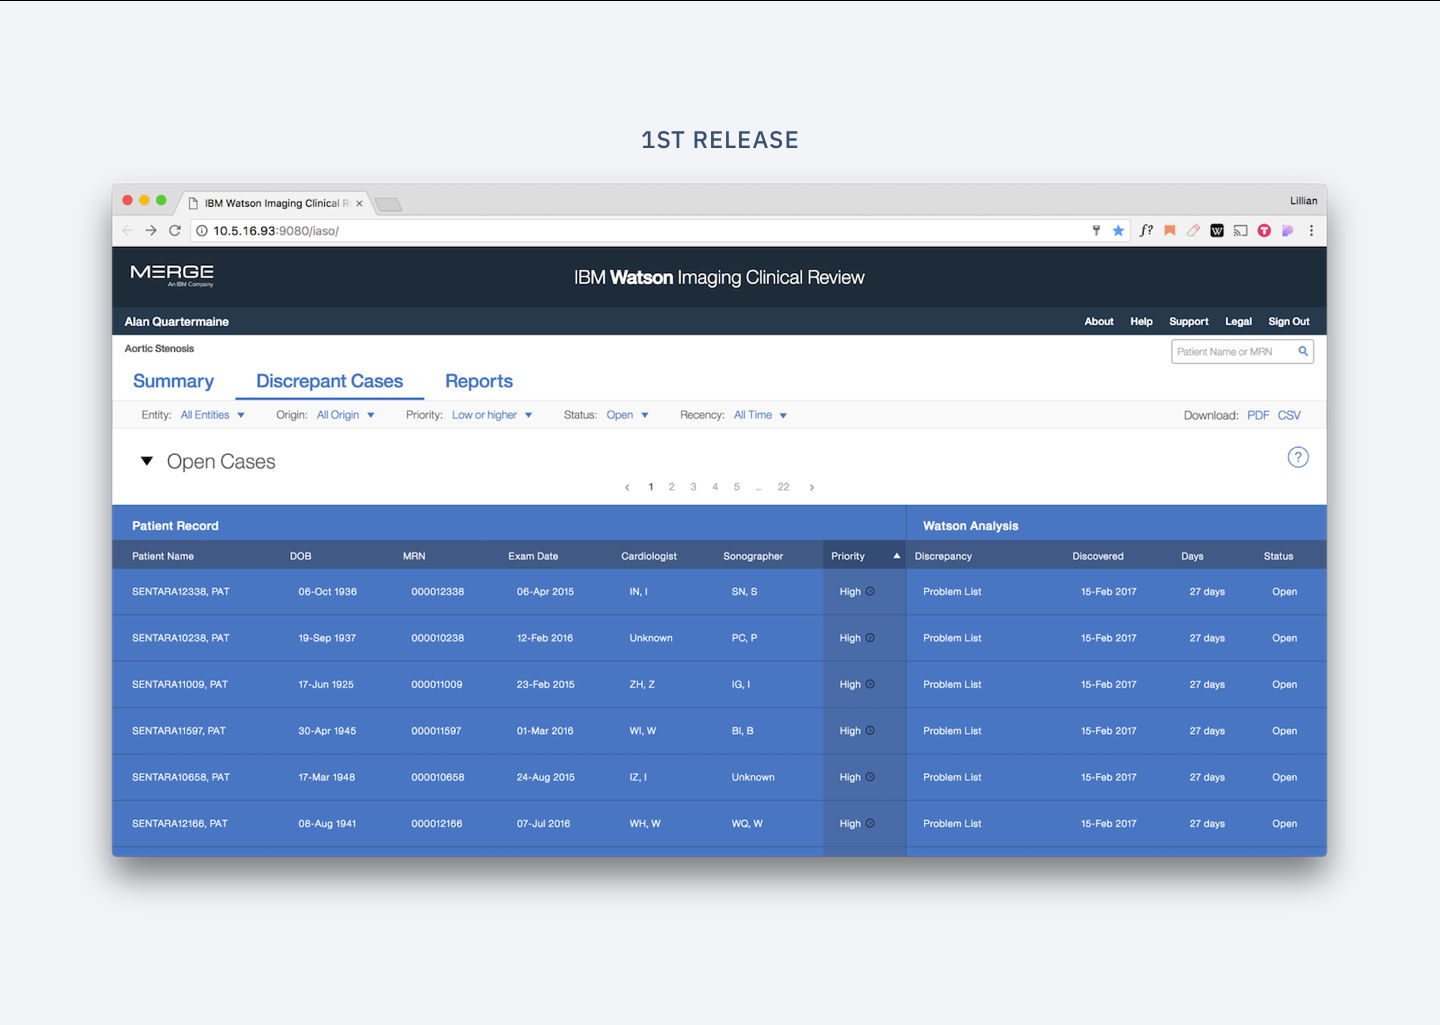 1ST RELEASE
IBM Watson Imaging Clinical R
Lillian
10.5.16.93:9080/iaso/
f?
W
T
MERGE
An IBM Company
IBM Watson Imaging Clinical Review
Alan Quartermaine
About Help Support Legal Sign Out
Aortic Stenosis
Patient Name or MRN
Summary Discrepant Cases Reports
Entity: All Entities Origin: All Origin Priority: Low or higher Status: Open Recency: All Time Download: PDF CSV
Open Cases
?
‹ 1 2 3 4 5 ... 22 ›
Patient Record Watson Analysis
Patient Name DOB MRN Exam Date Cardiologist Sonographer Priority Discrepancy Discovered Days Status
SENTARA12338, PAT 06-Oct 1936 000012338 06-Apr 2015 IN, I SN, S High Problem List 15-Feb 2017 27 days Open
SENTARA10238, PAT 19-Sep 1937 000010238 12-Feb 2016 Unknown PC, P High Problem List 15-Feb 2017 27 days Open
SENTARA11009, PAT 17-Jun 1925 000011009 23-Feb 2015 ZH, Z IG, I High Problem List 15-Feb 2017 27 days Open
SENTARA11597, PAT 30-Apr 1945 000011597 01-Mar 2016 WI, W BI, B High Problem List 15-Feb 2017 27 days Open
SENTARA10658, PAT 17-Mar 1948 000010658 24-Aug 2015 IZ, I Unknown High Problem List 15-Feb 2017 27 days Open
SENTARA12166, PAT 08-Aug 1941 000012166 07-Jul 2016 WH, W WQ, W High Problem List 15-Feb 2017 27 days Open